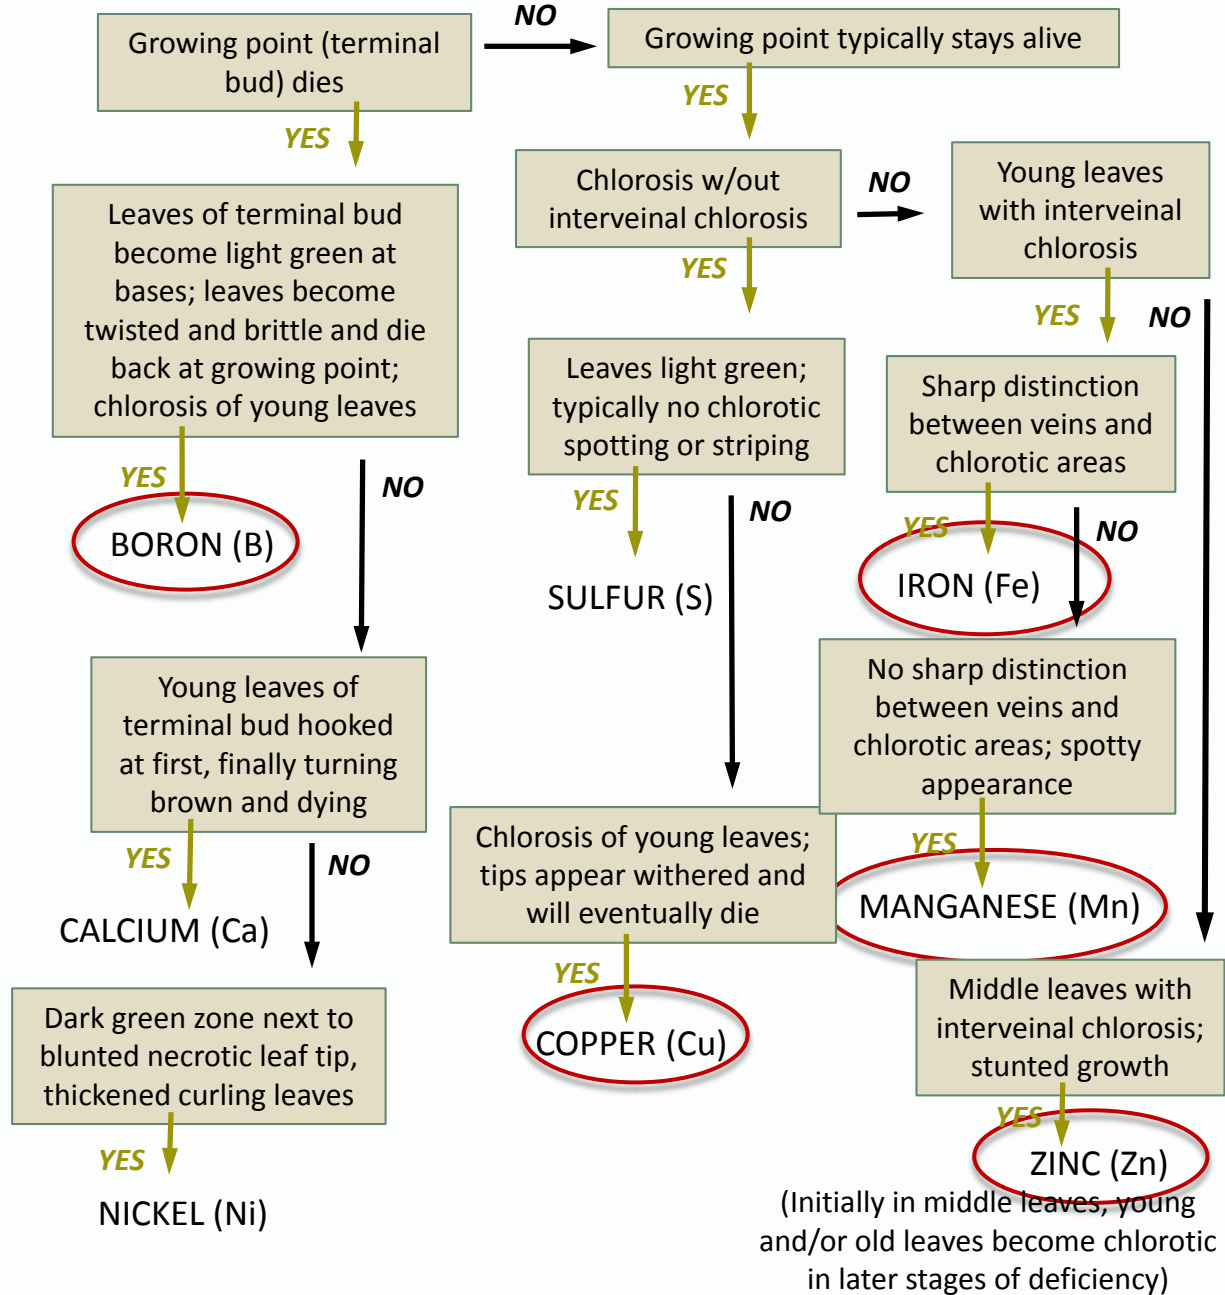 Growing point (terminal
bud) dies
NO
Growing point typically stays alive
YES
YES
Leaves of terminal bud
become light green at
bases; leaves become
twisted and brittle and die
back at growing point;
chlorosis of young leaves
Chlorosis w/out
interveinal chlorosis
NO
Young leaves
with interveinal
chlorosis
YES
YES
NO
Leaves light green;
typically no chlorotic
spotting or striping
Sharp distinction
between veins and
chlorotic areas
YES
NO
YES
NO
YES
NO
BORON (B)
SULFUR (S)
IRON (Fe)
Young leaves of
terminal bud hooked
at first, finally turning
brown and dying
No sharp distinction
between veins and
chlorotic areas; spotty
appearance
YES
NO
Chlorosis of young leaves;
tips appear withered and
will eventually die
YES
CALCIUM (Ca)
MANGANESE (Mn)
YES
Dark green zone next to
blunted necrotic leaf tip,
thickened curling leaves
COPPER (Cu)
Middle leaves with
interveinal chlorosis;
stunted growth
YES
YES
NICKEL (Ni)
ZINC (Zn)
(Initially in middle leaves, young
and/or old leaves become chlorotic
in later stages of deficiency)